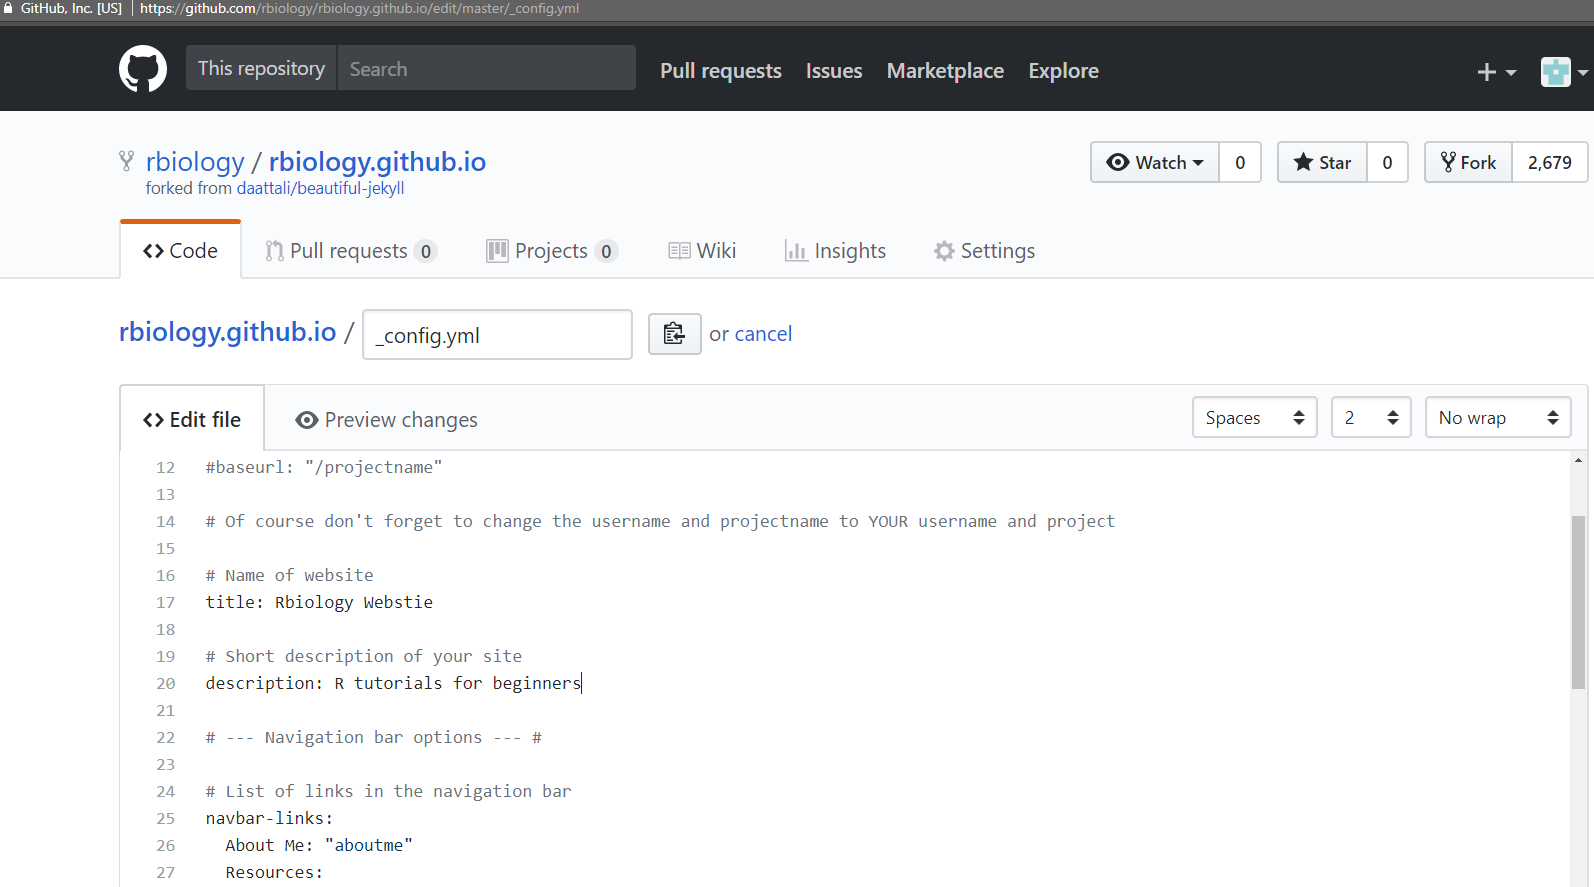 GitHub, Inc. [US] https://github.com/rbiology/rbiology.github.io/edit/master/_config.yml
This repository Search Pull requests Issues Marketplace Explore
rbiology / rbiology.github.io Watch 0 Star 0 Fork 2,679
forked from daattali/beautiful-jekyll
Code Pull requests 0 Projects 0 Wiki Insights Settings
rbiology.github.io / _config.yml or cancel
Edit file Preview changes Spaces 2 No wrap
12 #baseurl: "/projectname"
13
14 # Of course don't forget to change the username and projectname to YOUR username and project
15
16 # Name of website
17 title: Rbiology Webstie
18
19 # Short description of your site
20 description: R tutorials for beginners
21
22 # --- Navigation bar options --- #
23
24 # List of links in the navigation bar
25 navbar-links:
26 About Me: "aboutme"
27 Resources: